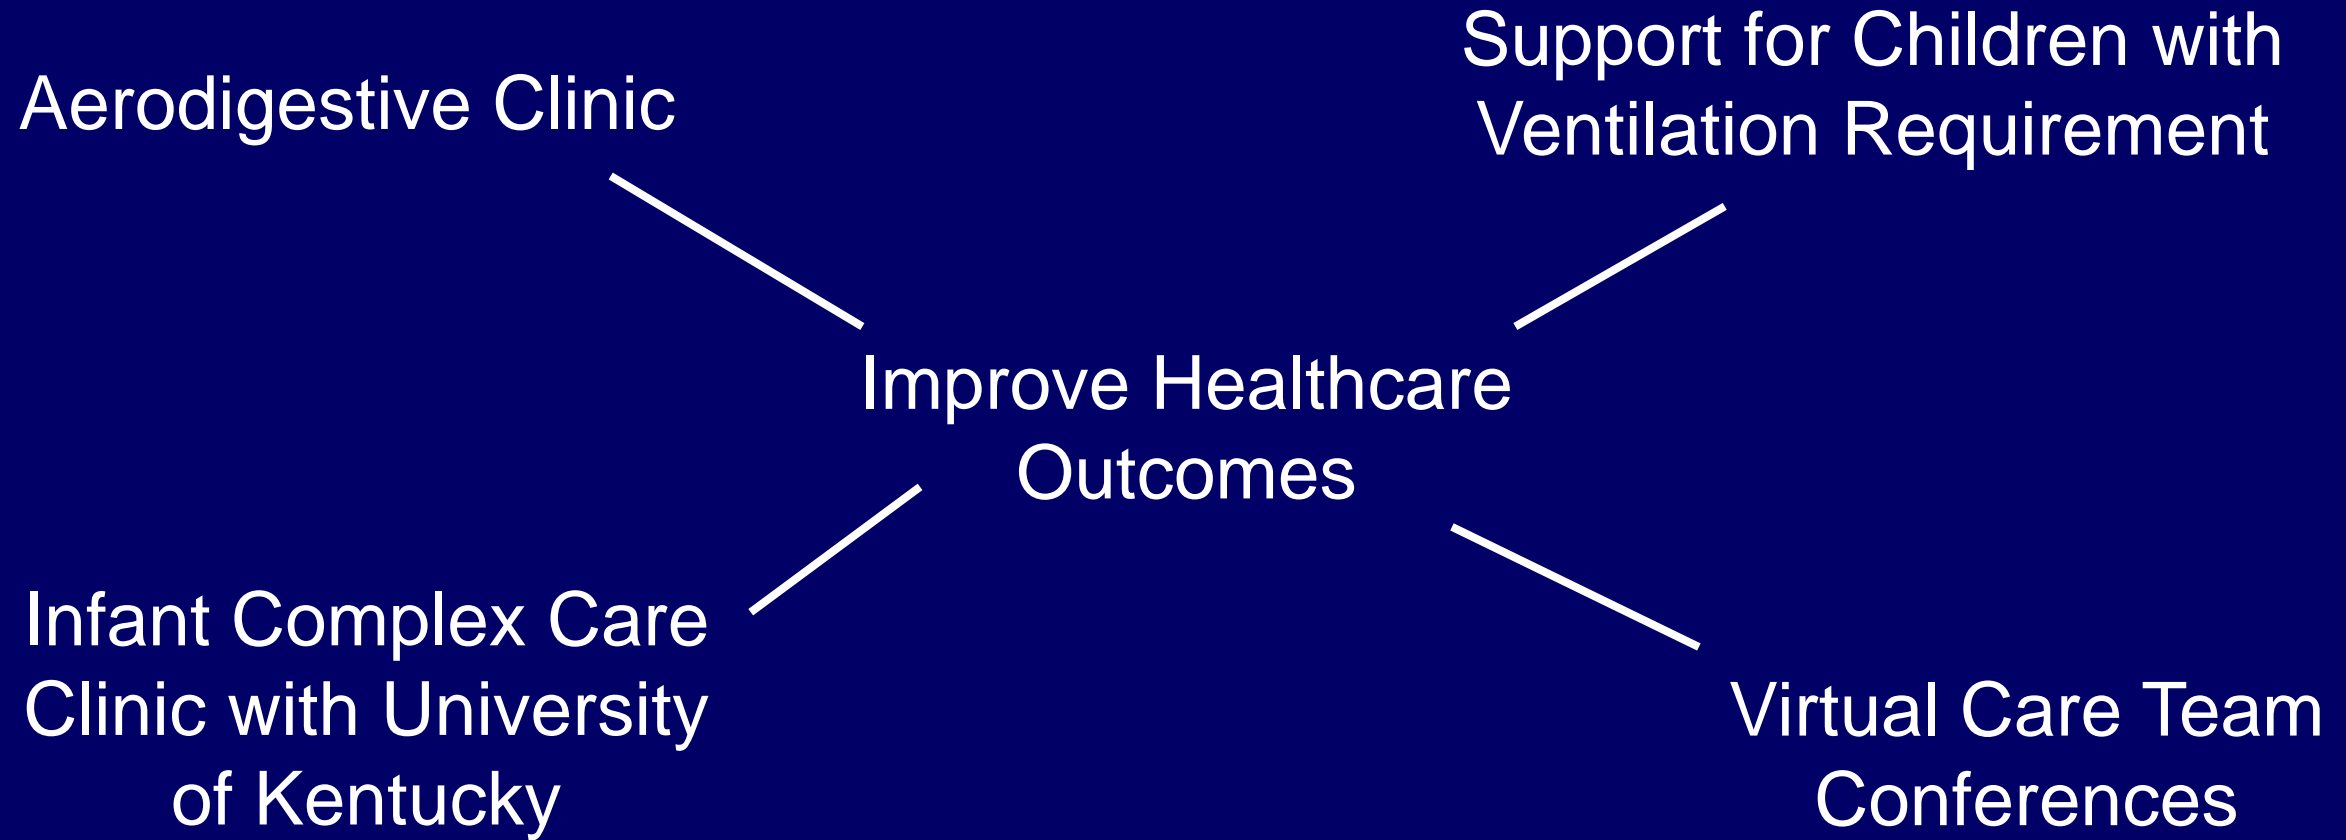 Aerodigestive Clinic
Support for Children with
Ventilation Requirement
Improve Healthcare
Outcomes
Infant Complex Care
Clinic with University
of Kentucky
Virtual Care Team
Conferences